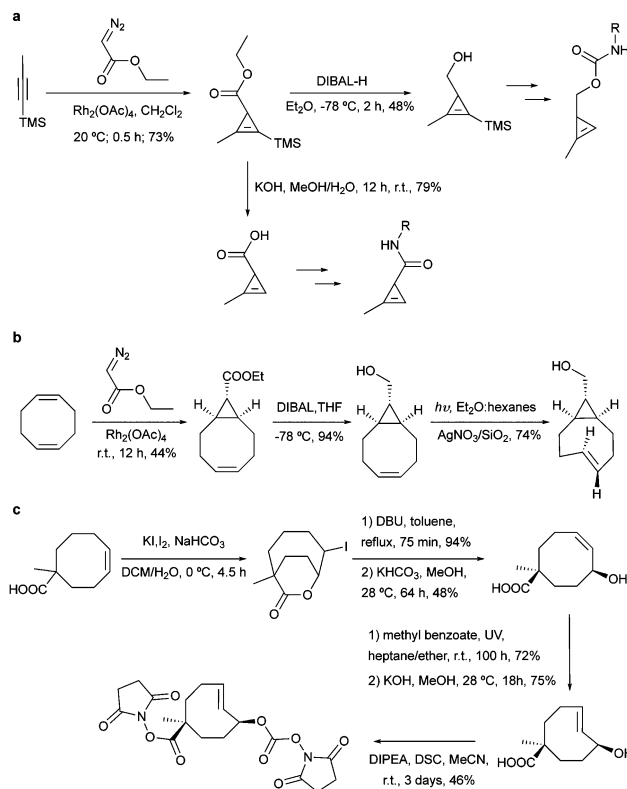 a
N₂
O
O
Rh₂(OAc)₄, CH₂Cl₂
20 ºC; 0.5 h; 73%
TMS
O
O
TMS
DIBAL-H
Et₂O, -78 ºC, 2 h, 48%
OH
TMS
R
O
NH
O
KOH, MeOH/H₂O, 12 h, r.t., 79%
OH
O
R
HN
O
b
N₂
O
O
Rh₂(OAc)₄
r.t., 12 h, 44%
COOEt
H
H
DIBAL,THF
-78 ºC, 94%
HO
H
H
hυ, Et₂O:hexanes
AgNO₃/SiO₂, 74%
HO
H
H
H
H
c
HOOC
KI,I₂, NaHCO₃
DCM/H₂O, 0 ºC, 4.5 h
I
O
O
1) DBU, toluene,
reflux, 75 min, 94%
2) KHCO₃, MeOH,
28 ºC, 64 h, 48%
HOOC
OH
1) methyl benzoate, UV,
heptane/ether, r.t., 100 h, 72%
2) KOH, MeOH, 28 ºC, 18h, 75%
HOOC
OH
DIPEA, DSC, MeCN,
r.t., 3 days, 46%
O
N
O
O
O
O
O
O
N
O
O